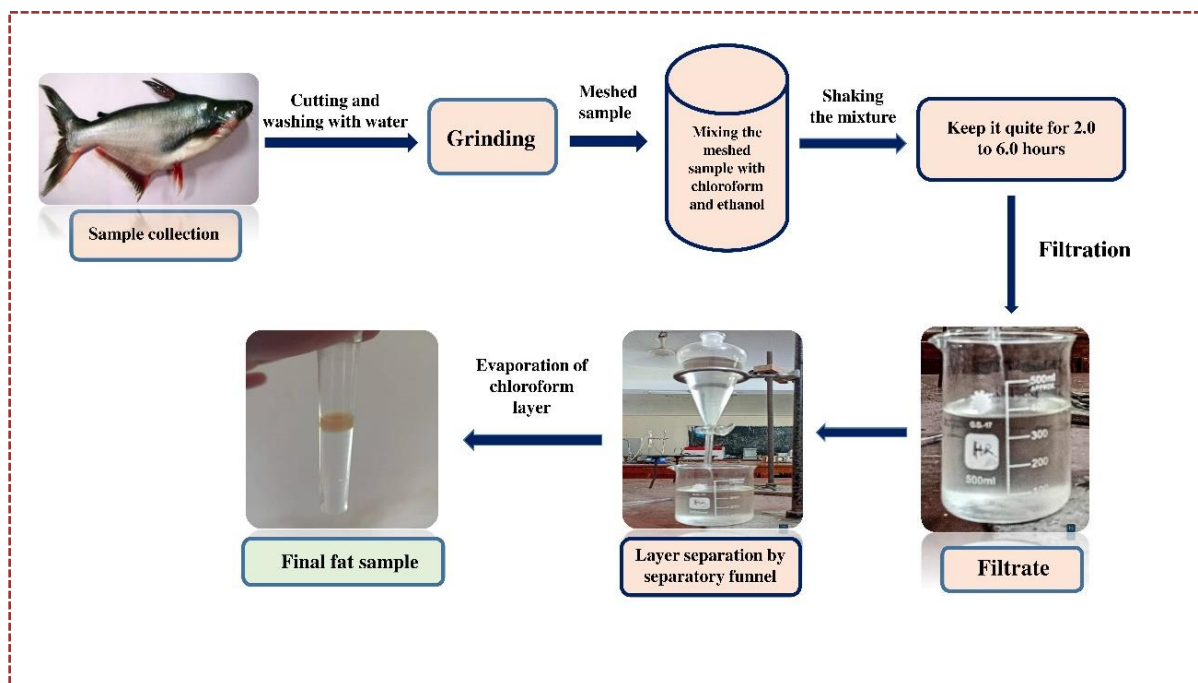 Cutting and
washing with water
Meshed
sample
Shaking
the mixture
Grinding
Mixing the
meshed
sample with
chloroform
and ethanol
Keep it quite for 2.0
to 6.0 hours
Sample collection
Filtration
Evaporation of
chloroform
layer
500ml
APPROX
300
200
500ml
Final fat sample
Layer separation by
separatory funnel
Filtrate